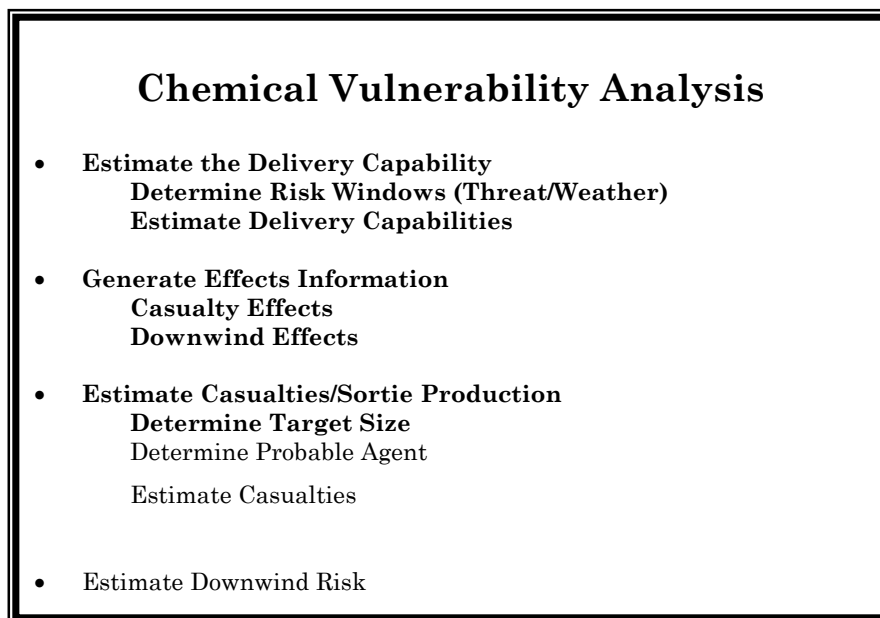 Chemical Vulnerability Analysis
• Estimate the Delivery Capability
Determine Risk Windows (Threat/Weather)
Estimate Delivery Capabilities
• Generate Effects Information
Casualty Effects
Downwind Effects
• Estimate Casualties/Sortie Production
Determine Target Size
Determine Probable Agent
Estimate Casualties
• Estimate Downwind Risk